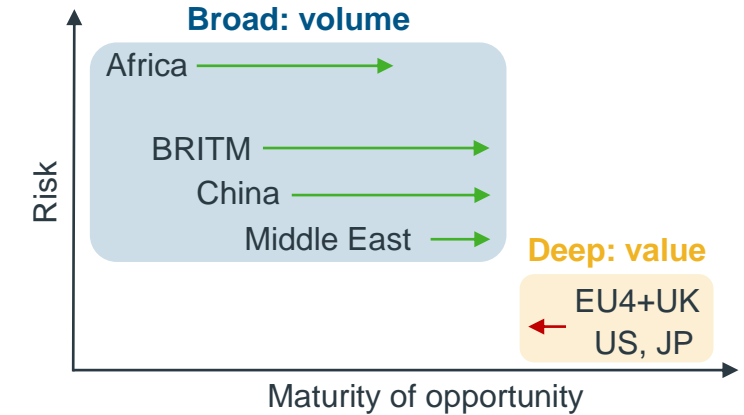 Broad: volume
Africa
BRITM
China
Middle East
Deep: value
EU4+UK
US, JP
Risk
Maturity of opportunity